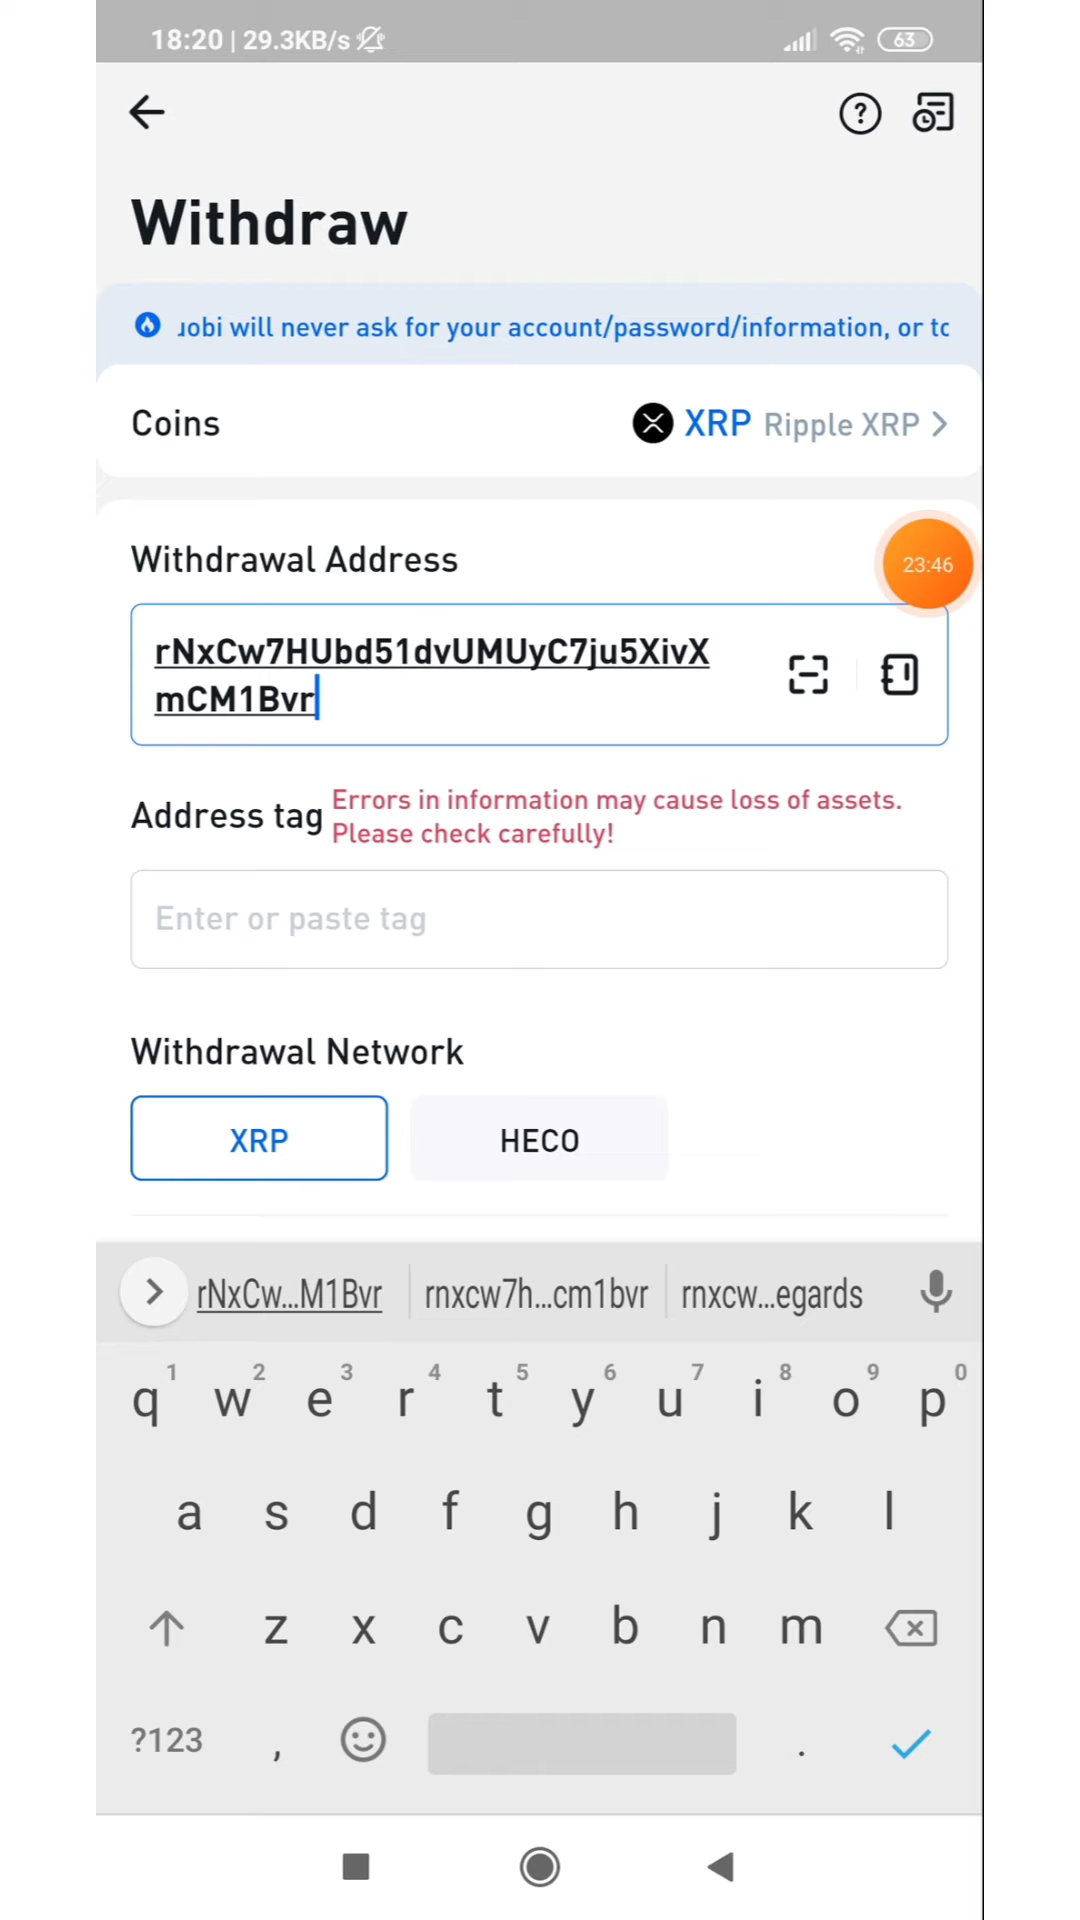 18:20 | 29.3KB/s
63
?
Withdraw
obi will never ask for your account/password/information, or to
Coins
XRP Ripple XRP
Withdrawal Address
23:46
rNxCw7HUbd51dvUMUyC7ju5XivX
mCM1Bvr
Address tag
Errors in information may cause loss of assets.
Please check carefully!
Enter or paste tag
Withdrawal Network
XRP
HECO
rNxCw...M1Bvr
rnxcw7h...cm1bvr
rnxcw...egards
1 2 3 4 5 6 7 8 9 0
q w e r t y u i o p
a s d f g h j k l
z x c v b n m
?123 , .